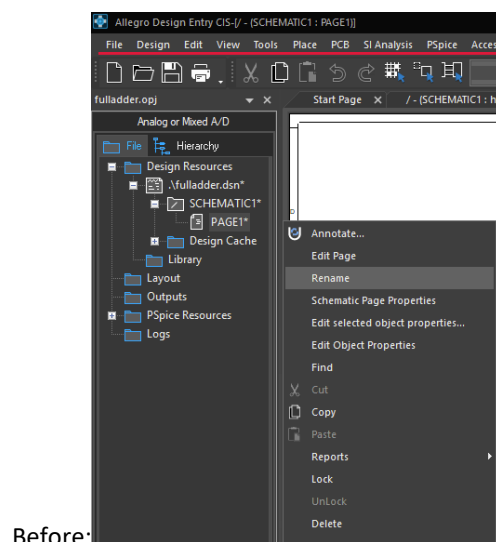 Allegro Design Entry CIS-[/ - (SCHEMATIC1 : PAGE1)]
File Design Edit View Tools Place PCB SI Analysis PSpice Acces
fulladder.opj
Start Page / - (SCHEMATIC1 : h
Analog or Mixed A/D
File Hierarchy
Design Resources
.\fulladder.dsn*
SCHEMATIC1*
PAGE1*
Design Cache
Library
Layout
Outputs
PSpice Resources
Logs
Annotate...
Edit Page
Rename
Schematic Page Properties
Edit selected object properties...
Edit Object Properties
Find
Cut
Copy
Paste
Reports
Lock
UnLock
Delete
Before: